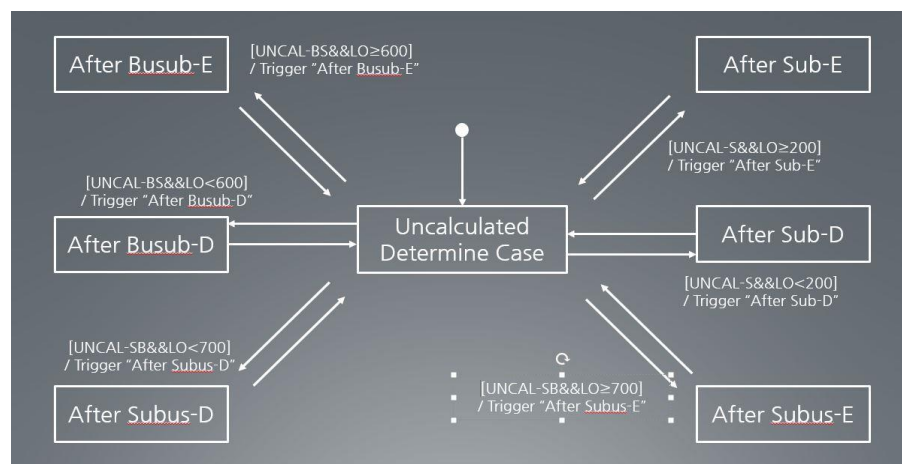 After Busub-E
[UNCAL-BS&&LO≥600]
/ Trigger “After Busub-E”
After Sub-E
[UNCAL-S&&LO≥200]
/ Trigger “After Sub-E”
[UNCAL-BS&&LO<600]
/ Trigger “After Busub-D”
After Busub-D
Uncalculated
Determine Case
After Sub-D
[UNCAL-S&&LO<200]
/ Trigger “After Sub-D”
[UNCAL-SB&&LO<700]
/ Trigger “After Subus-D”
After Subus-D
[UNCAL-SB&&LO≥700]
/ Trigger “After Subus-E”
After Subus-E